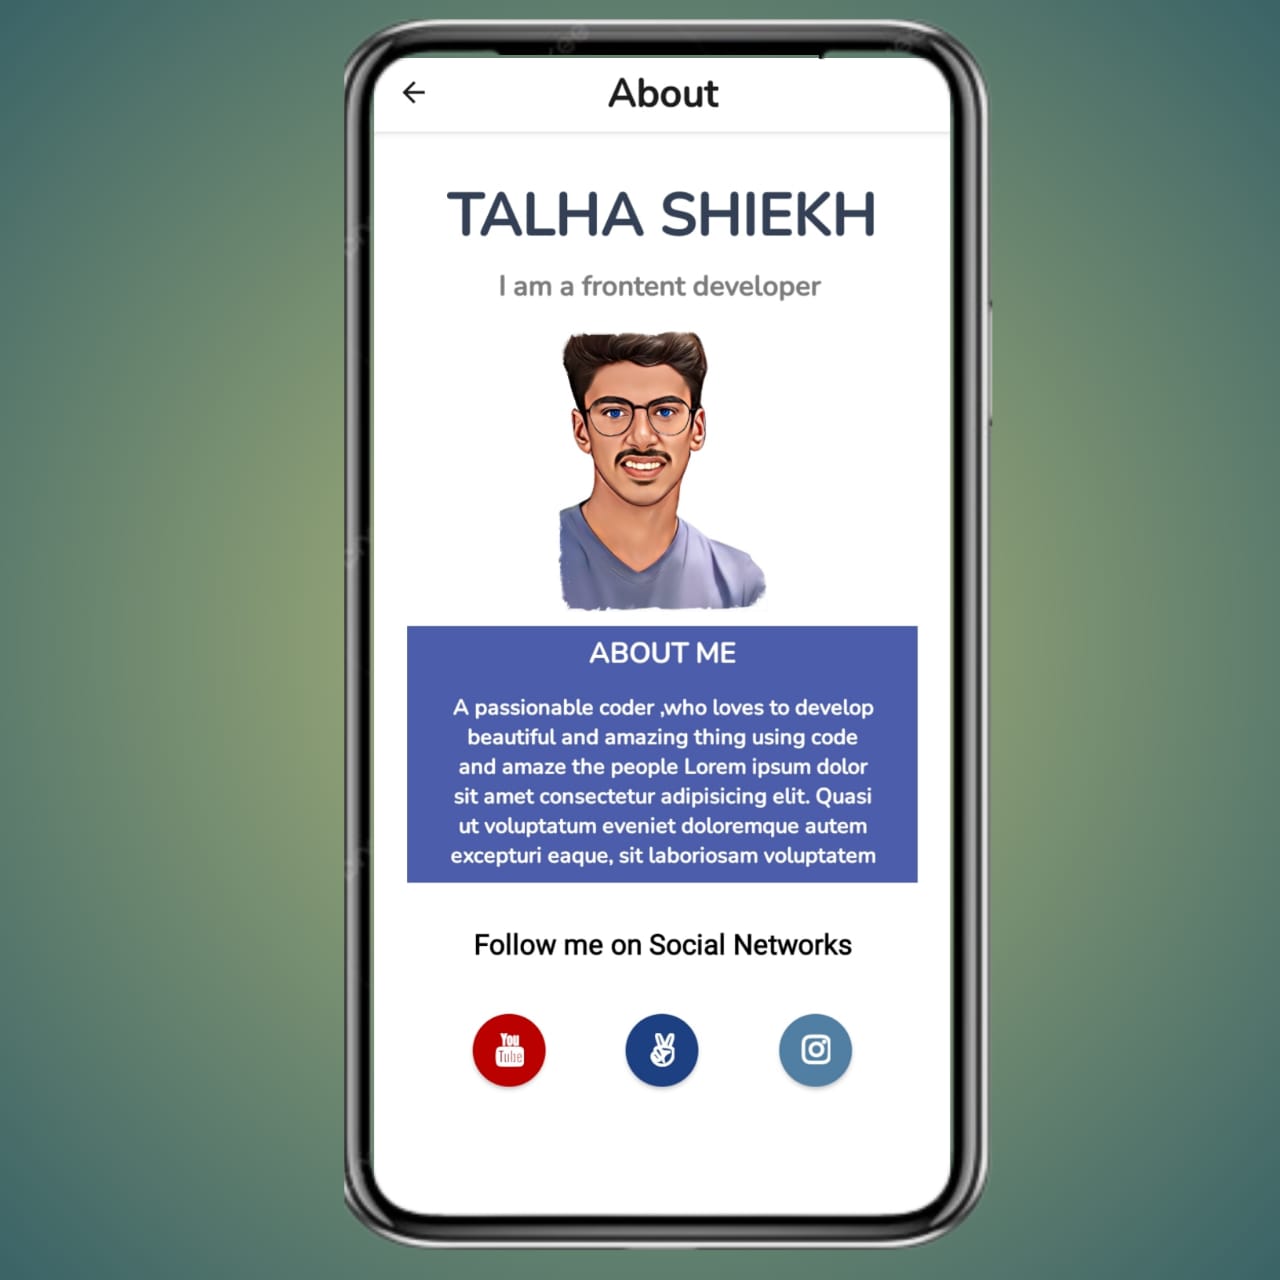 About
TALHA SHIEKH
I am a frontent developer
ABOUT ME
A passionable coder ,who loves to develop
beautiful and amazing thing using code
and amaze the people Lorem ipsum dolor
sit amet consectetur adipisicing elit. Quasi
ut voluptatum eveniet doloremque autem
excepturi eaque, sit laboriosam voluptatem
Follow me on Social Networks
You
Tube